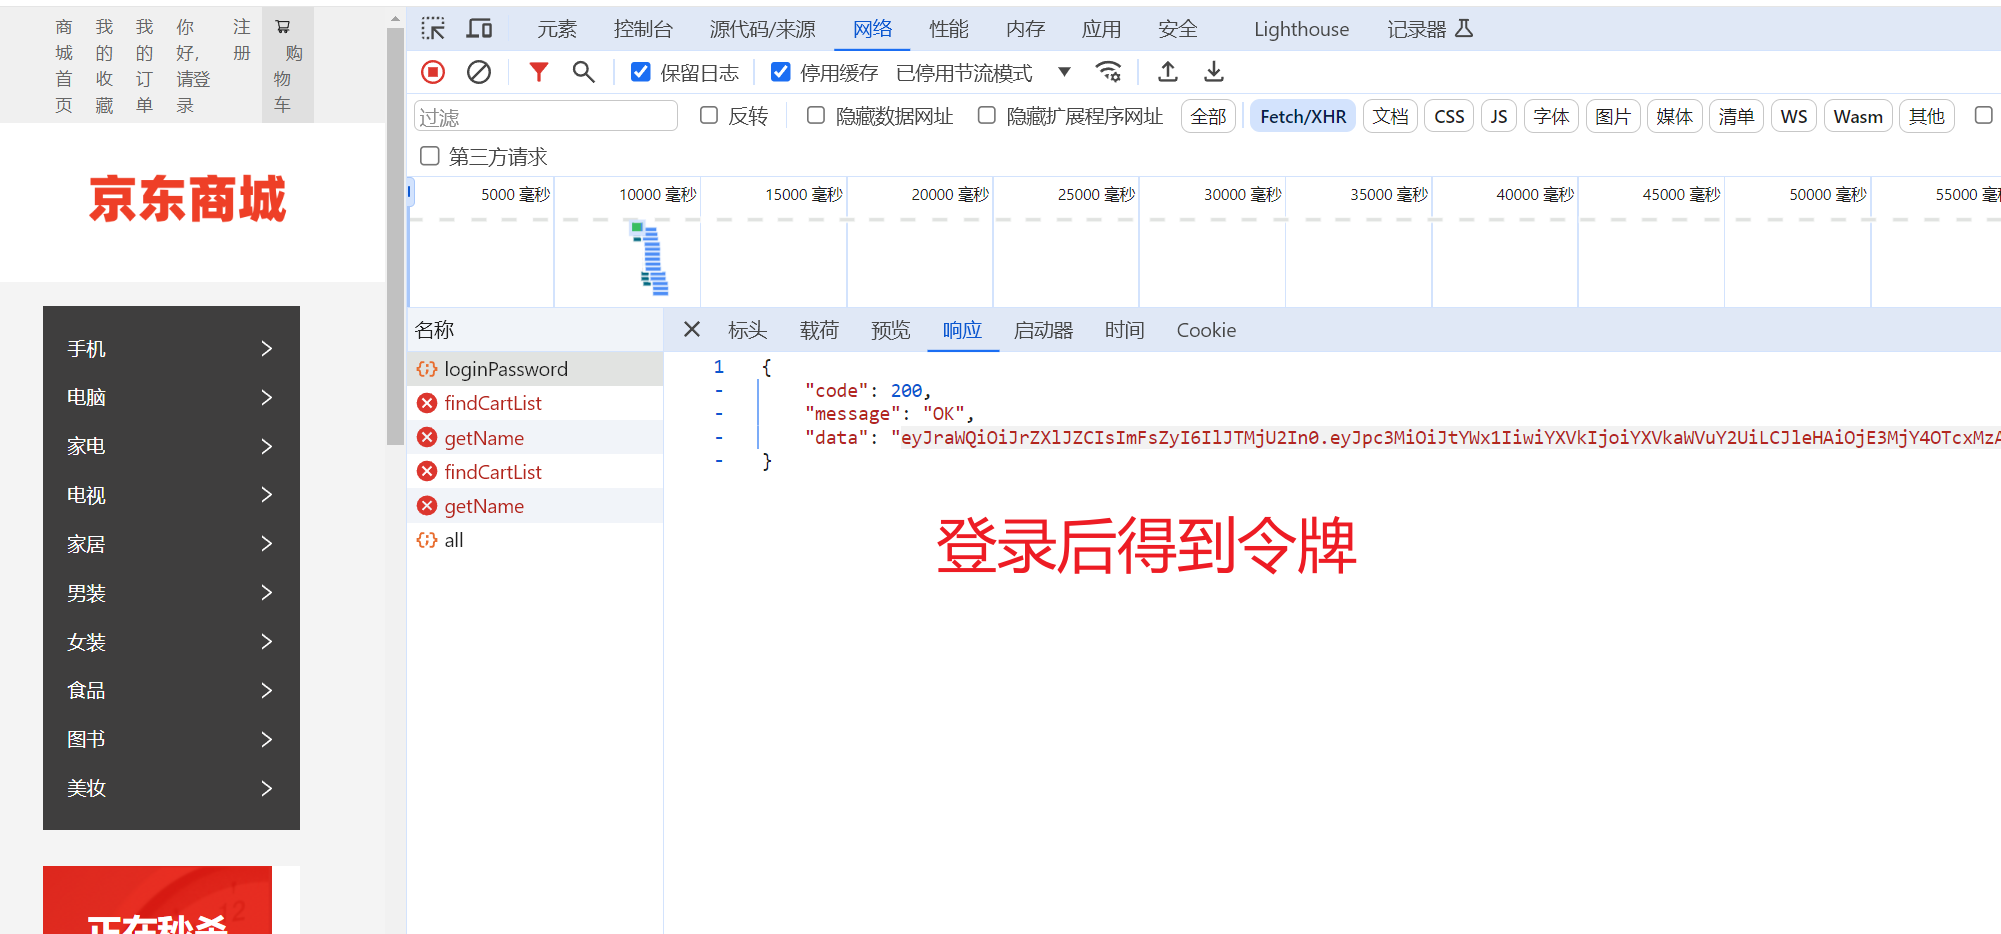 商城首页
我的收藏
我的订单
你好，请登录
注册
购物车
京东商城
手机
电脑
家电
电视
家居
男装
女装
食品
图书
美妆
12
正在秒杀
元素 控制台 源代码/来源 网络 性能 内存 应用 安全 Lighthouse 记录器
保留日志 停用缓存 已停用节流模式
过滤 反转 隐藏数据网址 隐藏扩展程序网址 全部 Fetch/XHR 文档 CSS JS 字体 图片 媒体 清单 WS Wasm 其他
第三方请求
5000 毫秒 10000 毫秒 15000 毫秒 20000 毫秒 25000 毫秒 30000 毫秒 35000 毫秒 40000 毫秒 45000 毫秒 50000 毫秒 55000
名称
loginPassword
findCartList
getName
findCartList
getName
all
标头 载荷 预览 响应 启动器 时间 Cookie
1 {
- "code": 200,
- "message": "OK",
- "data": "eyJraWQiOiJrZXlJZCIsImFsZyI6IlJTMjU2In0.eyJpc3MiOiJtYWx1IiwiYXVkIjoiYXVkaWVuY2UiLCJleHAiOjE3MjY4OTcxMzA
- }
登录后得到令牌